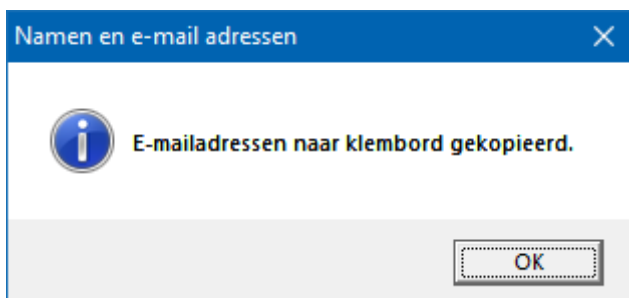 Namen en e-mail adressen
E-mailadressen naar klembord gekopieerd.
OK